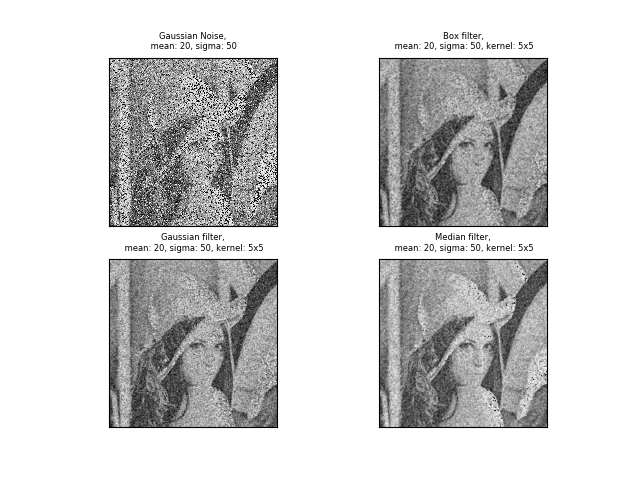 Gaussian Noise,
mean: 20, sigma: 50
Box filter,
mean: 20, sigma: 50, kernel: 5x5
Gaussian filter,
mean: 20, sigma: 50, kernel: 5x5
Median filter,
mean: 20, sigma: 50, kernel: 5x5